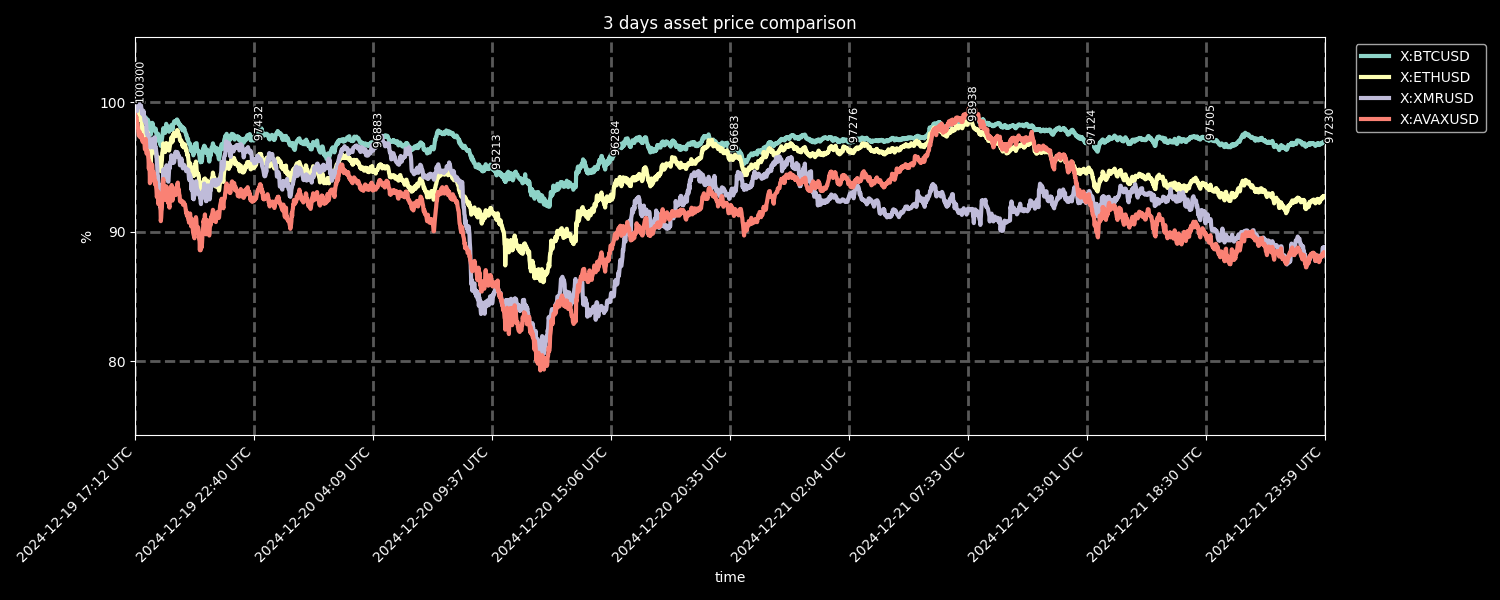 3 days asset price comparison
X:BTCUSD
X:ETHUSD
X:XMRUSD
X:AVAXUSD
100
90
80
%
100300
97432
96883
95213
96284
96683
97276
98938
97124
97505
97230
2024-12-19 17:12 UTC
2024-12-19 22:40 UTC
2024-12-20 04:09 UTC
2024-12-20 09:37 UTC
2024-12-20 15:06 UTC
2024-12-20 20:35 UTC
2024-12-21 02:04 UTC
2024-12-21 07:33 UTC
2024-12-21 13:01 UTC
2024-12-21 18:30 UTC
2024-12-21 23:59 UTC
time